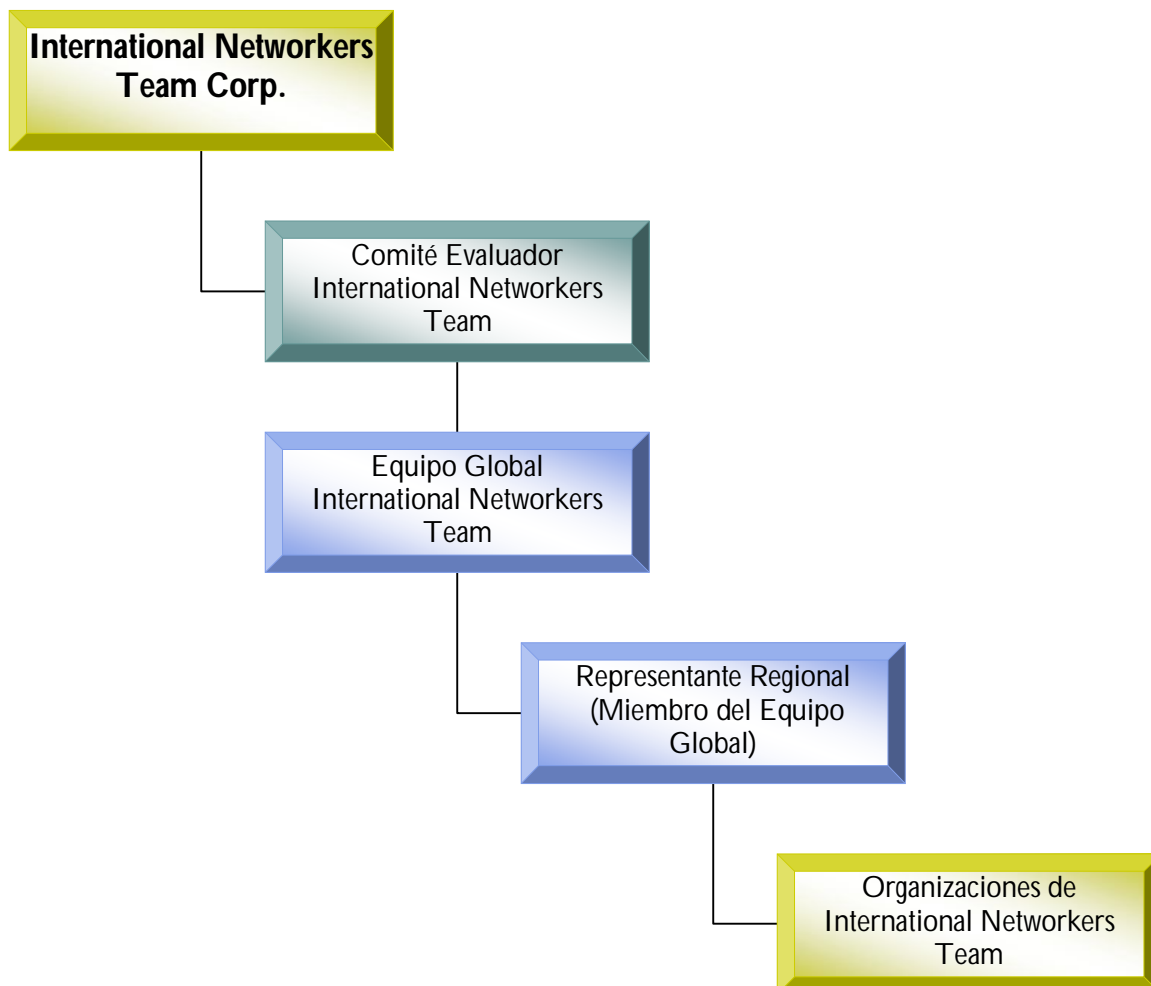 International Networkers
Team Corp.
Comité Evaluador
International Networkers
Team
Equipo Global
International Networkers
Team
Representante Regional
(Miembro del Equipo
Global)
Organizaciones de
International Networkers
Team